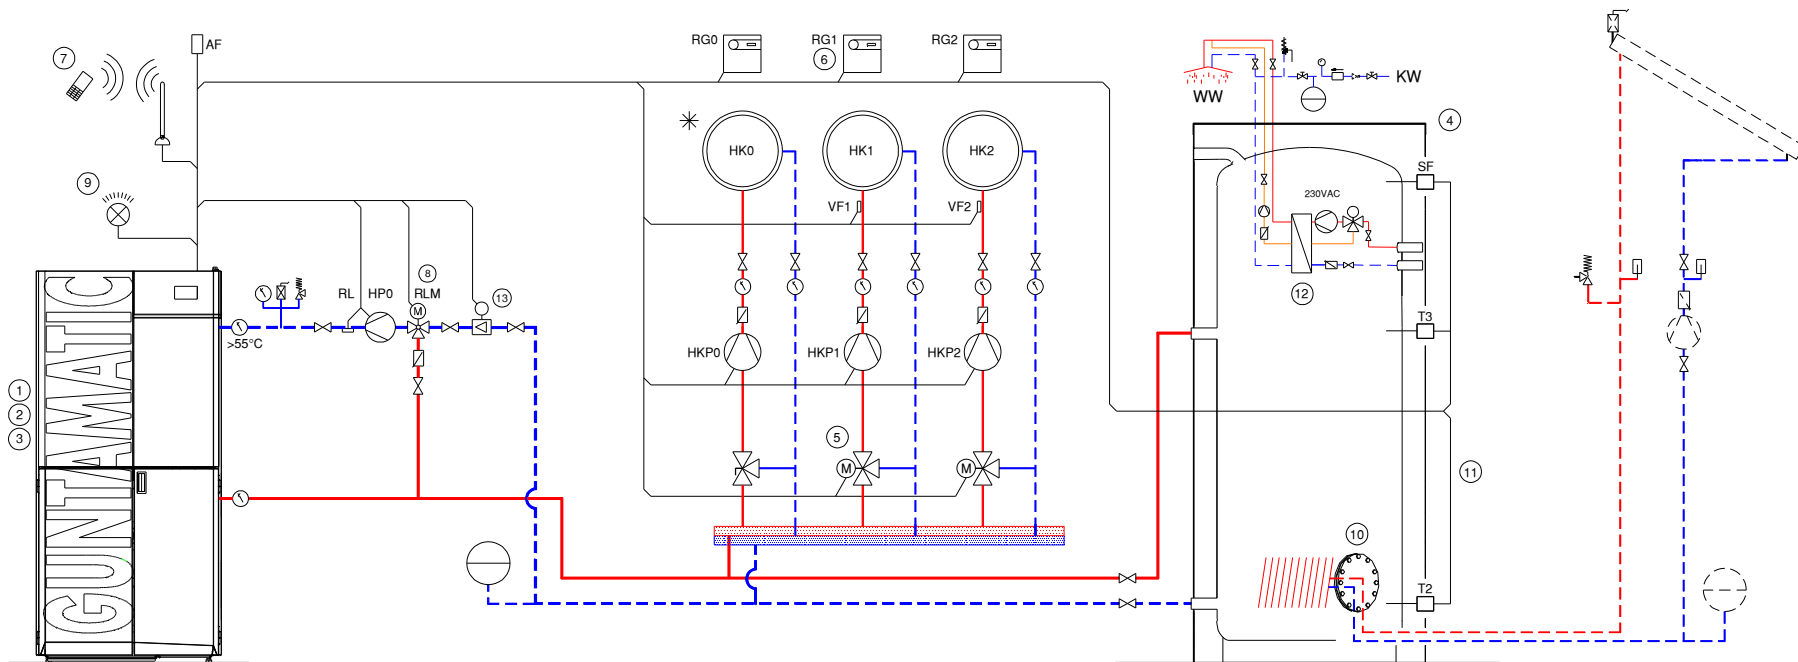 RG0
RG1
RG2
AF
7
6
KW
WW
4
HK0
HK1
HK2
SF
9
VF1
VF2
230VAC
8
RL
HP0
RLM
M
13
12
>55°C
T3
HKP0
HKP1
HKP2
1
2
3
GUNTAMATIC
5
M
M
11
10
T2